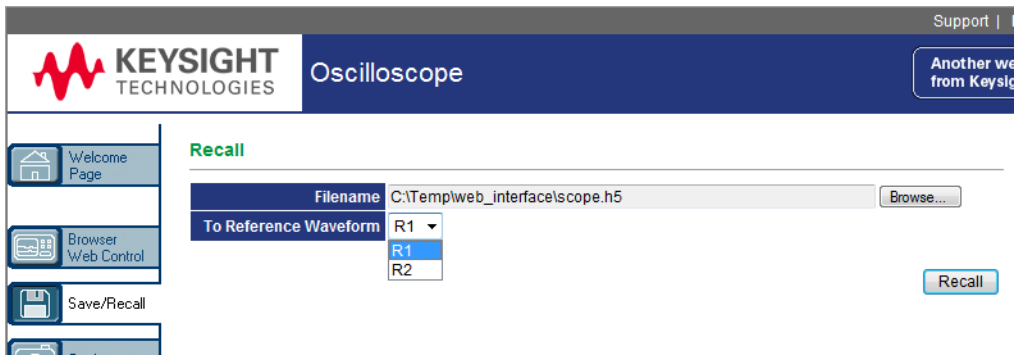 Support |
KEYSIGHT
TECHNOLOGIES
Oscilloscope
Another we
from Keysig
Welcome
Page
Browser
Web Control
Save/Recall
Recall
Filename C:\Temp\web_interface\scope.h5 Browse...
To Reference Waveform R1
R1
R2
Recall